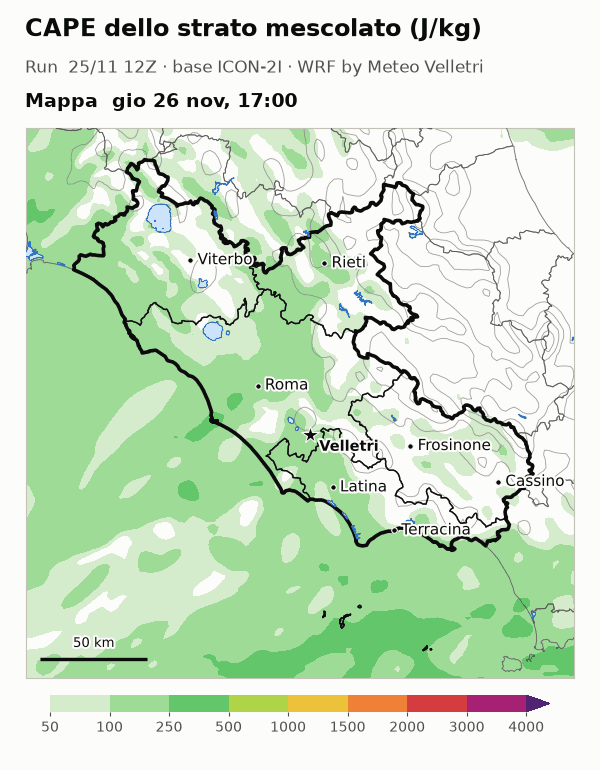 CAPE dello strato mescolato (J/kg)
Run  25/11 12Z · base ICON-2I · WRF by Meteo Velletri
Mappa  gio 26 nov, 17:00
Viterbo
Rieti
Roma
Velletri
Frosinone
Cassino
Latina
Terracina
50 km
50 100 250 500 1000 1500 2000 3000 4000